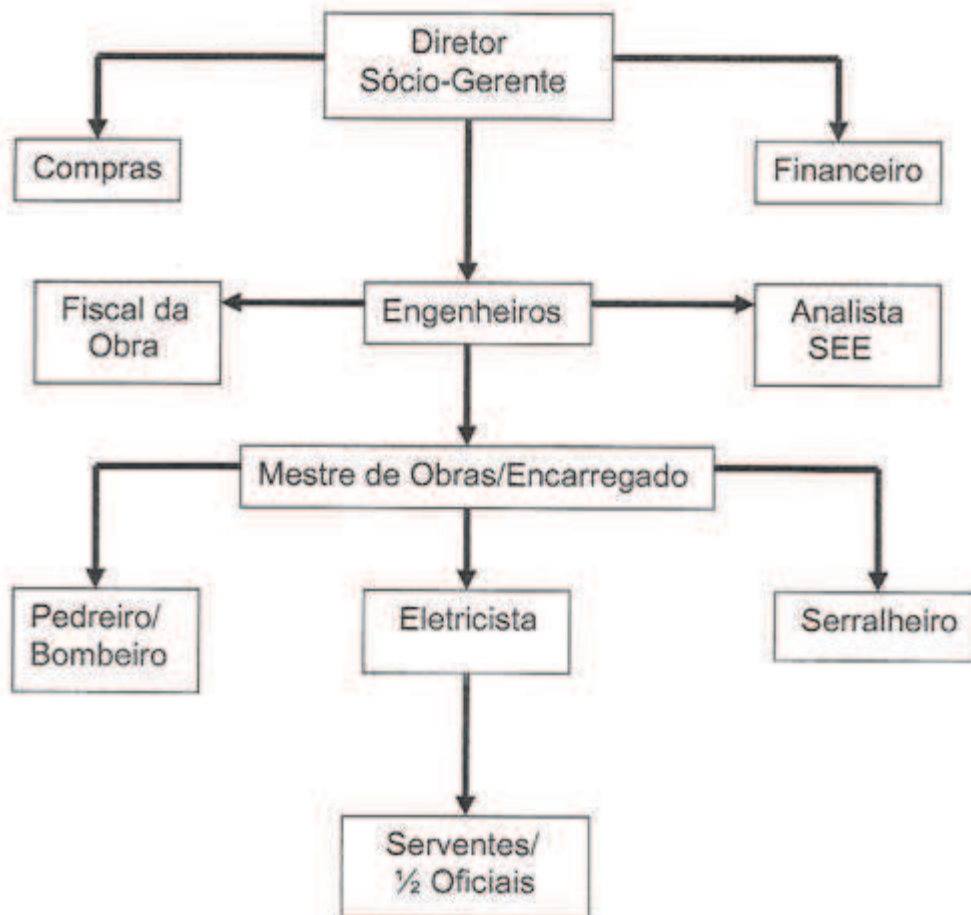 Diretor
Sócio-Gerente
Compras
Financeiro
Fiscal da
Obra
Engenheiros
Analista
SEE
Mestre de Obras/Encarregado
Pedreiro/
Bombeiro
Eletricista
Serralheiro
Serventes/
½ Oficiais